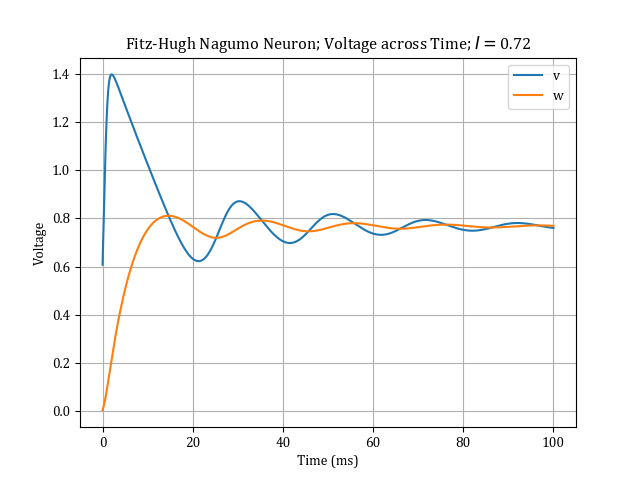 Fitz-Hugh Nagumo Neuron; Voltage across Time; I = 0.72
v
w
1.4
1.2
1.0
0.8
0.6
0.4
0.2
0.0
Voltage
0 20 40 60 80 100
Time (ms)